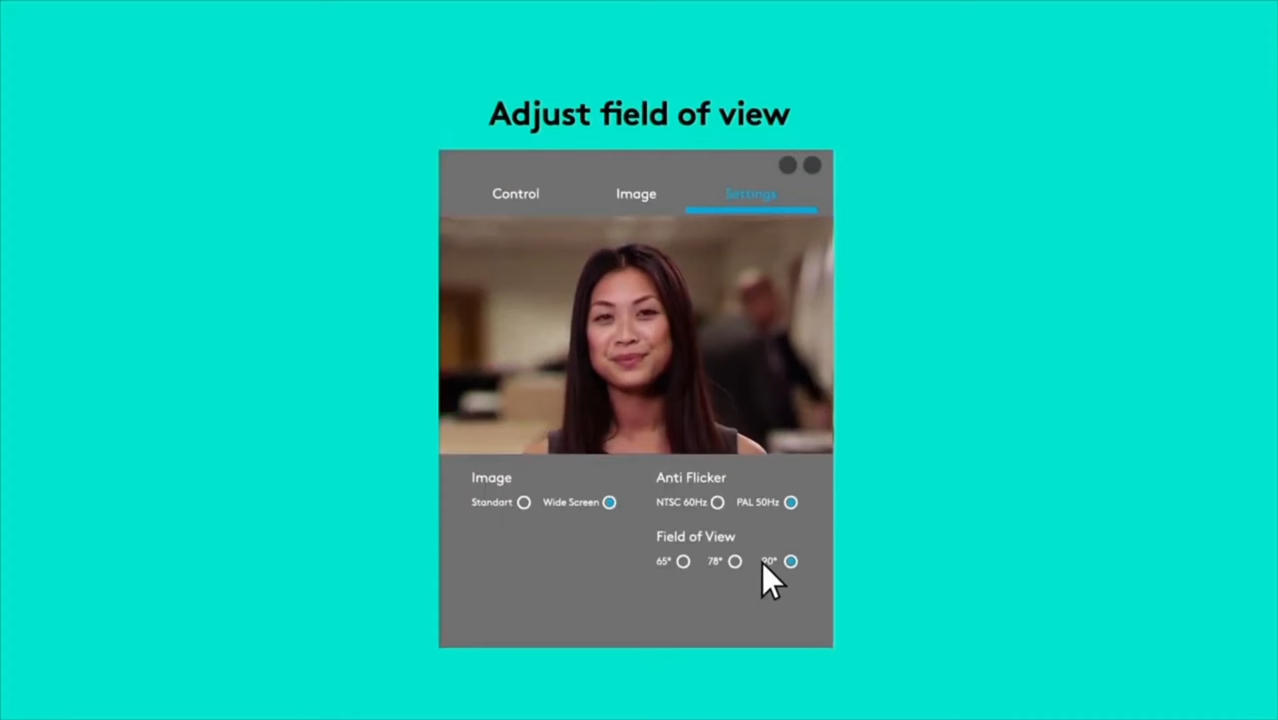 Adjust field of view
Control Image Settings
Image Anti Flicker
Standart Wide Screen NTSC 60Hz PAL 50Hz
Field of View
65° 78° 90°